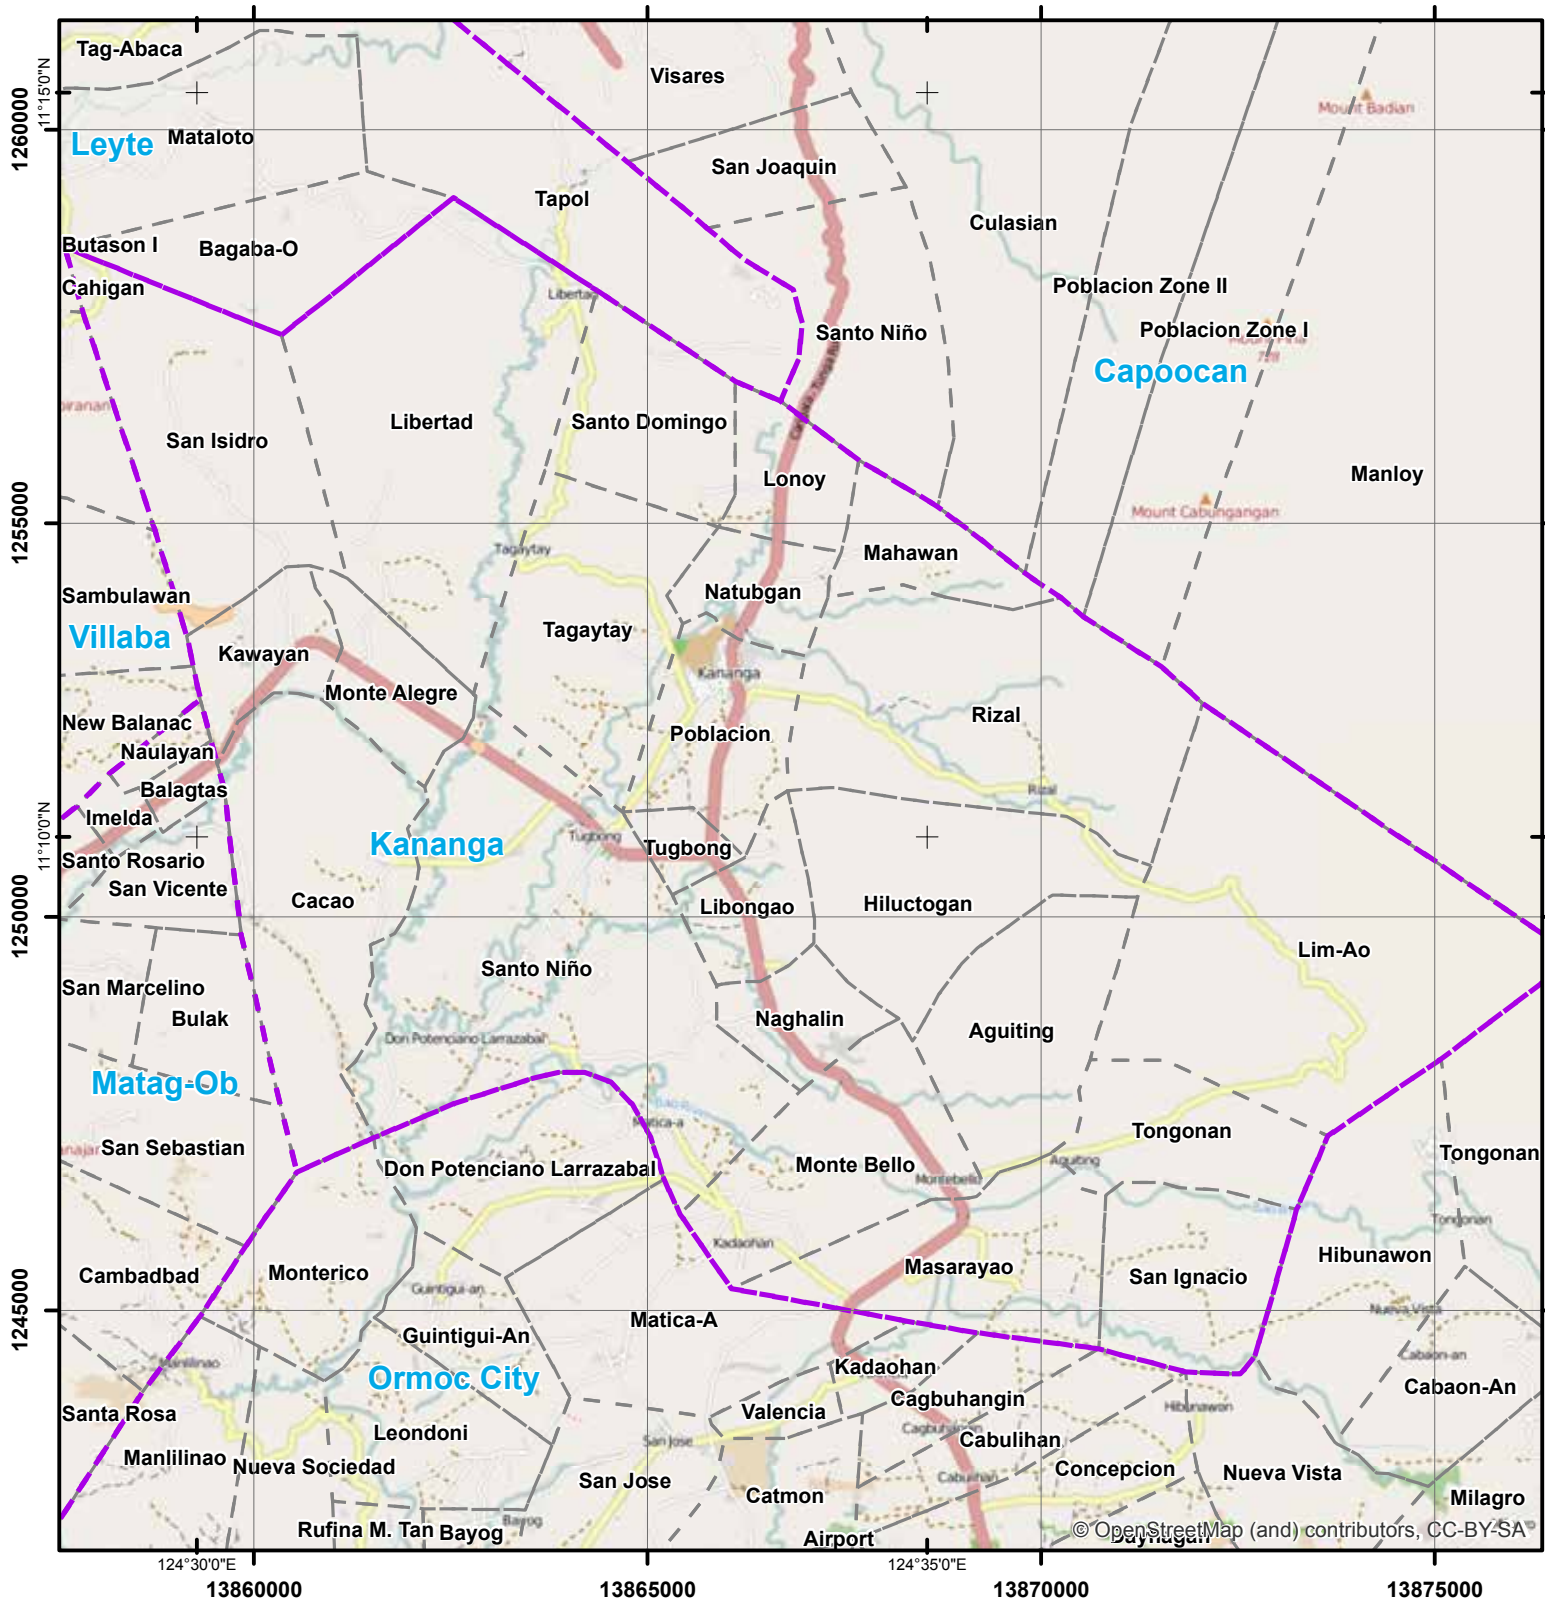 Tag-Abaca
Visares
Mount Badian
Leyte
Mataloto
San Joaquin
Tapol
Culasian
Butason I
Bagaba-O
Cahigan
Libertad
Poblacion Zone II
Santo Niño
Poblacion Zone I
Capoocan
Libertad
Santo Domingo
San Isidro
Lonoy
Manloy
Mount Cabungangan
Tagaytay
Mahawan
Sambulawan
Natubgan
Villaba
Tagaytay
Kawayan
Kananga
Monte Alegre
Rizal
New Balanac
Poblacion
Naulayan
Balagtas
Rizal
Imelda
Kananga
Tugbong
Tugbong
Santo Rosario
San Vicente
Cacao
Libongao
Hiluctogan
Lim-Ao
Santo Niño
San Marcelino
Bulak
Naghalin
Aguiting
Don Potenciano Larrazabal
Matag-Ob
Matica-a
Tongonan
San Sebastian
Tongonan
Don Potenciano Larrazabal
Monte Bello
Aguiting
Montebello
Tongonan
Kadaohan
Hibunawon
Cambadbad
Monterico
Masarayao
San Ignacio
Guintigui-an
Nueva Vista
Matica-A
Guintigui-An
Manlilinao
Kadaohan
Cabaon-an
Ormoc City
Cabaon-An
Cagbuhangin
Hibunawon
Santa Rosa
Valencia
Leondoni
Cagbuhangin
San Jose
Cabulihan
Manlilinao
Nueva Sociedad
Concepcion
Nueva Vista
San Jose
Cabulihan
Catmon
Milagro
Bayog
Rufina M. Tan
Bayog
Airport
Daynagan
© OpenStreetMap (and) contributors, CC-BY-SA
1260000
11°15'0"N
1255000
11°10'0"N
1250000
1245000
124°30'0"E
124°35'0"E
13860000
13865000
13870000
13875000